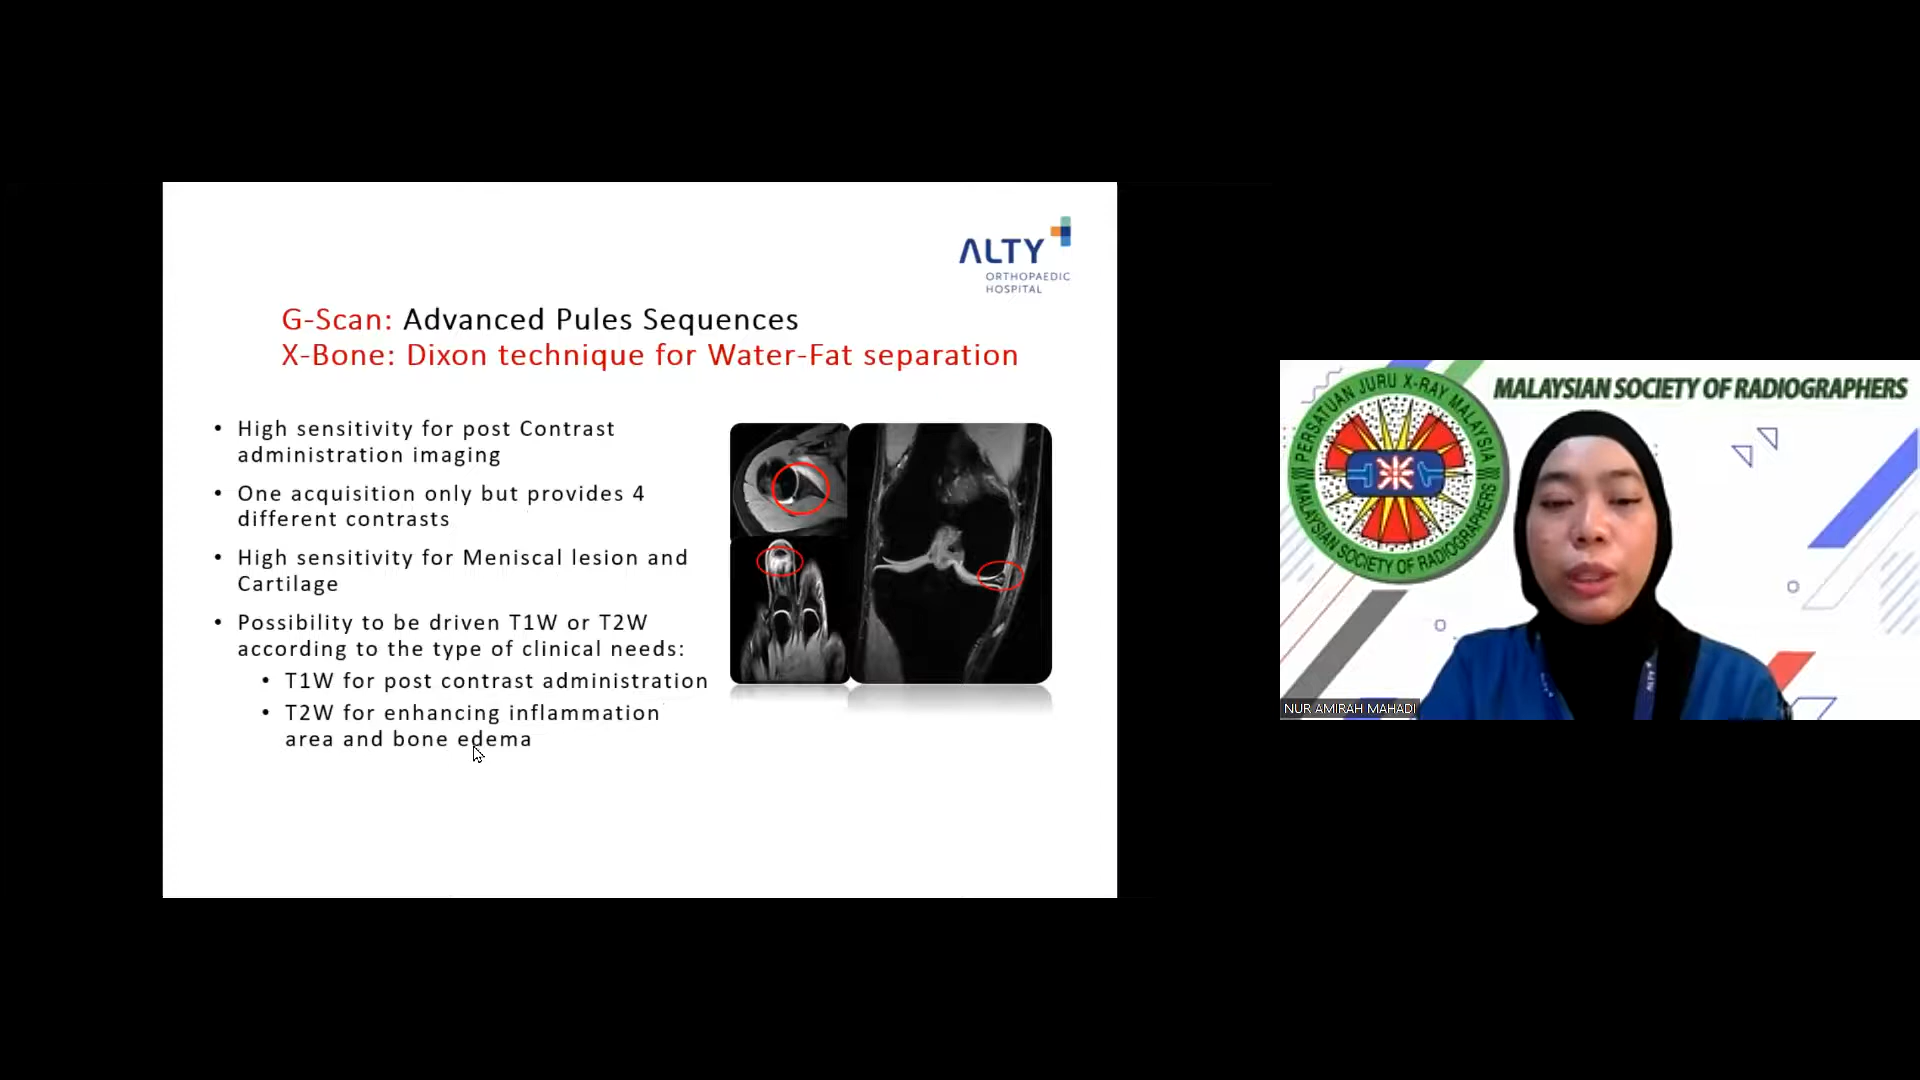 ALTY
ORTHOPAEDIC
HOSPITAL
G-Scan: Advanced Pules Sequences
X-Bone: Dixon technique for Water-Fat separation
• High sensitivity for post Contrast
administration imaging
• One acquisition only but provides 4
different contrasts
• High sensitivity for Meniscal lesion and
Cartilage
• Possibility to be driven T1W or T2W
according to the type of clinical needs:
• T1W for post contrast administration
• T2W for enhancing inflammation
area and bone edema
MALAYSIAN SOCIETY OF RADIOGRAPHERS
PERSATUAN JURU X-RAY MALAYSIA
MALAYSIAN SOCIETY OF RADIOGRAPHERS
ALTY
NUR AMIRAH MAHADI